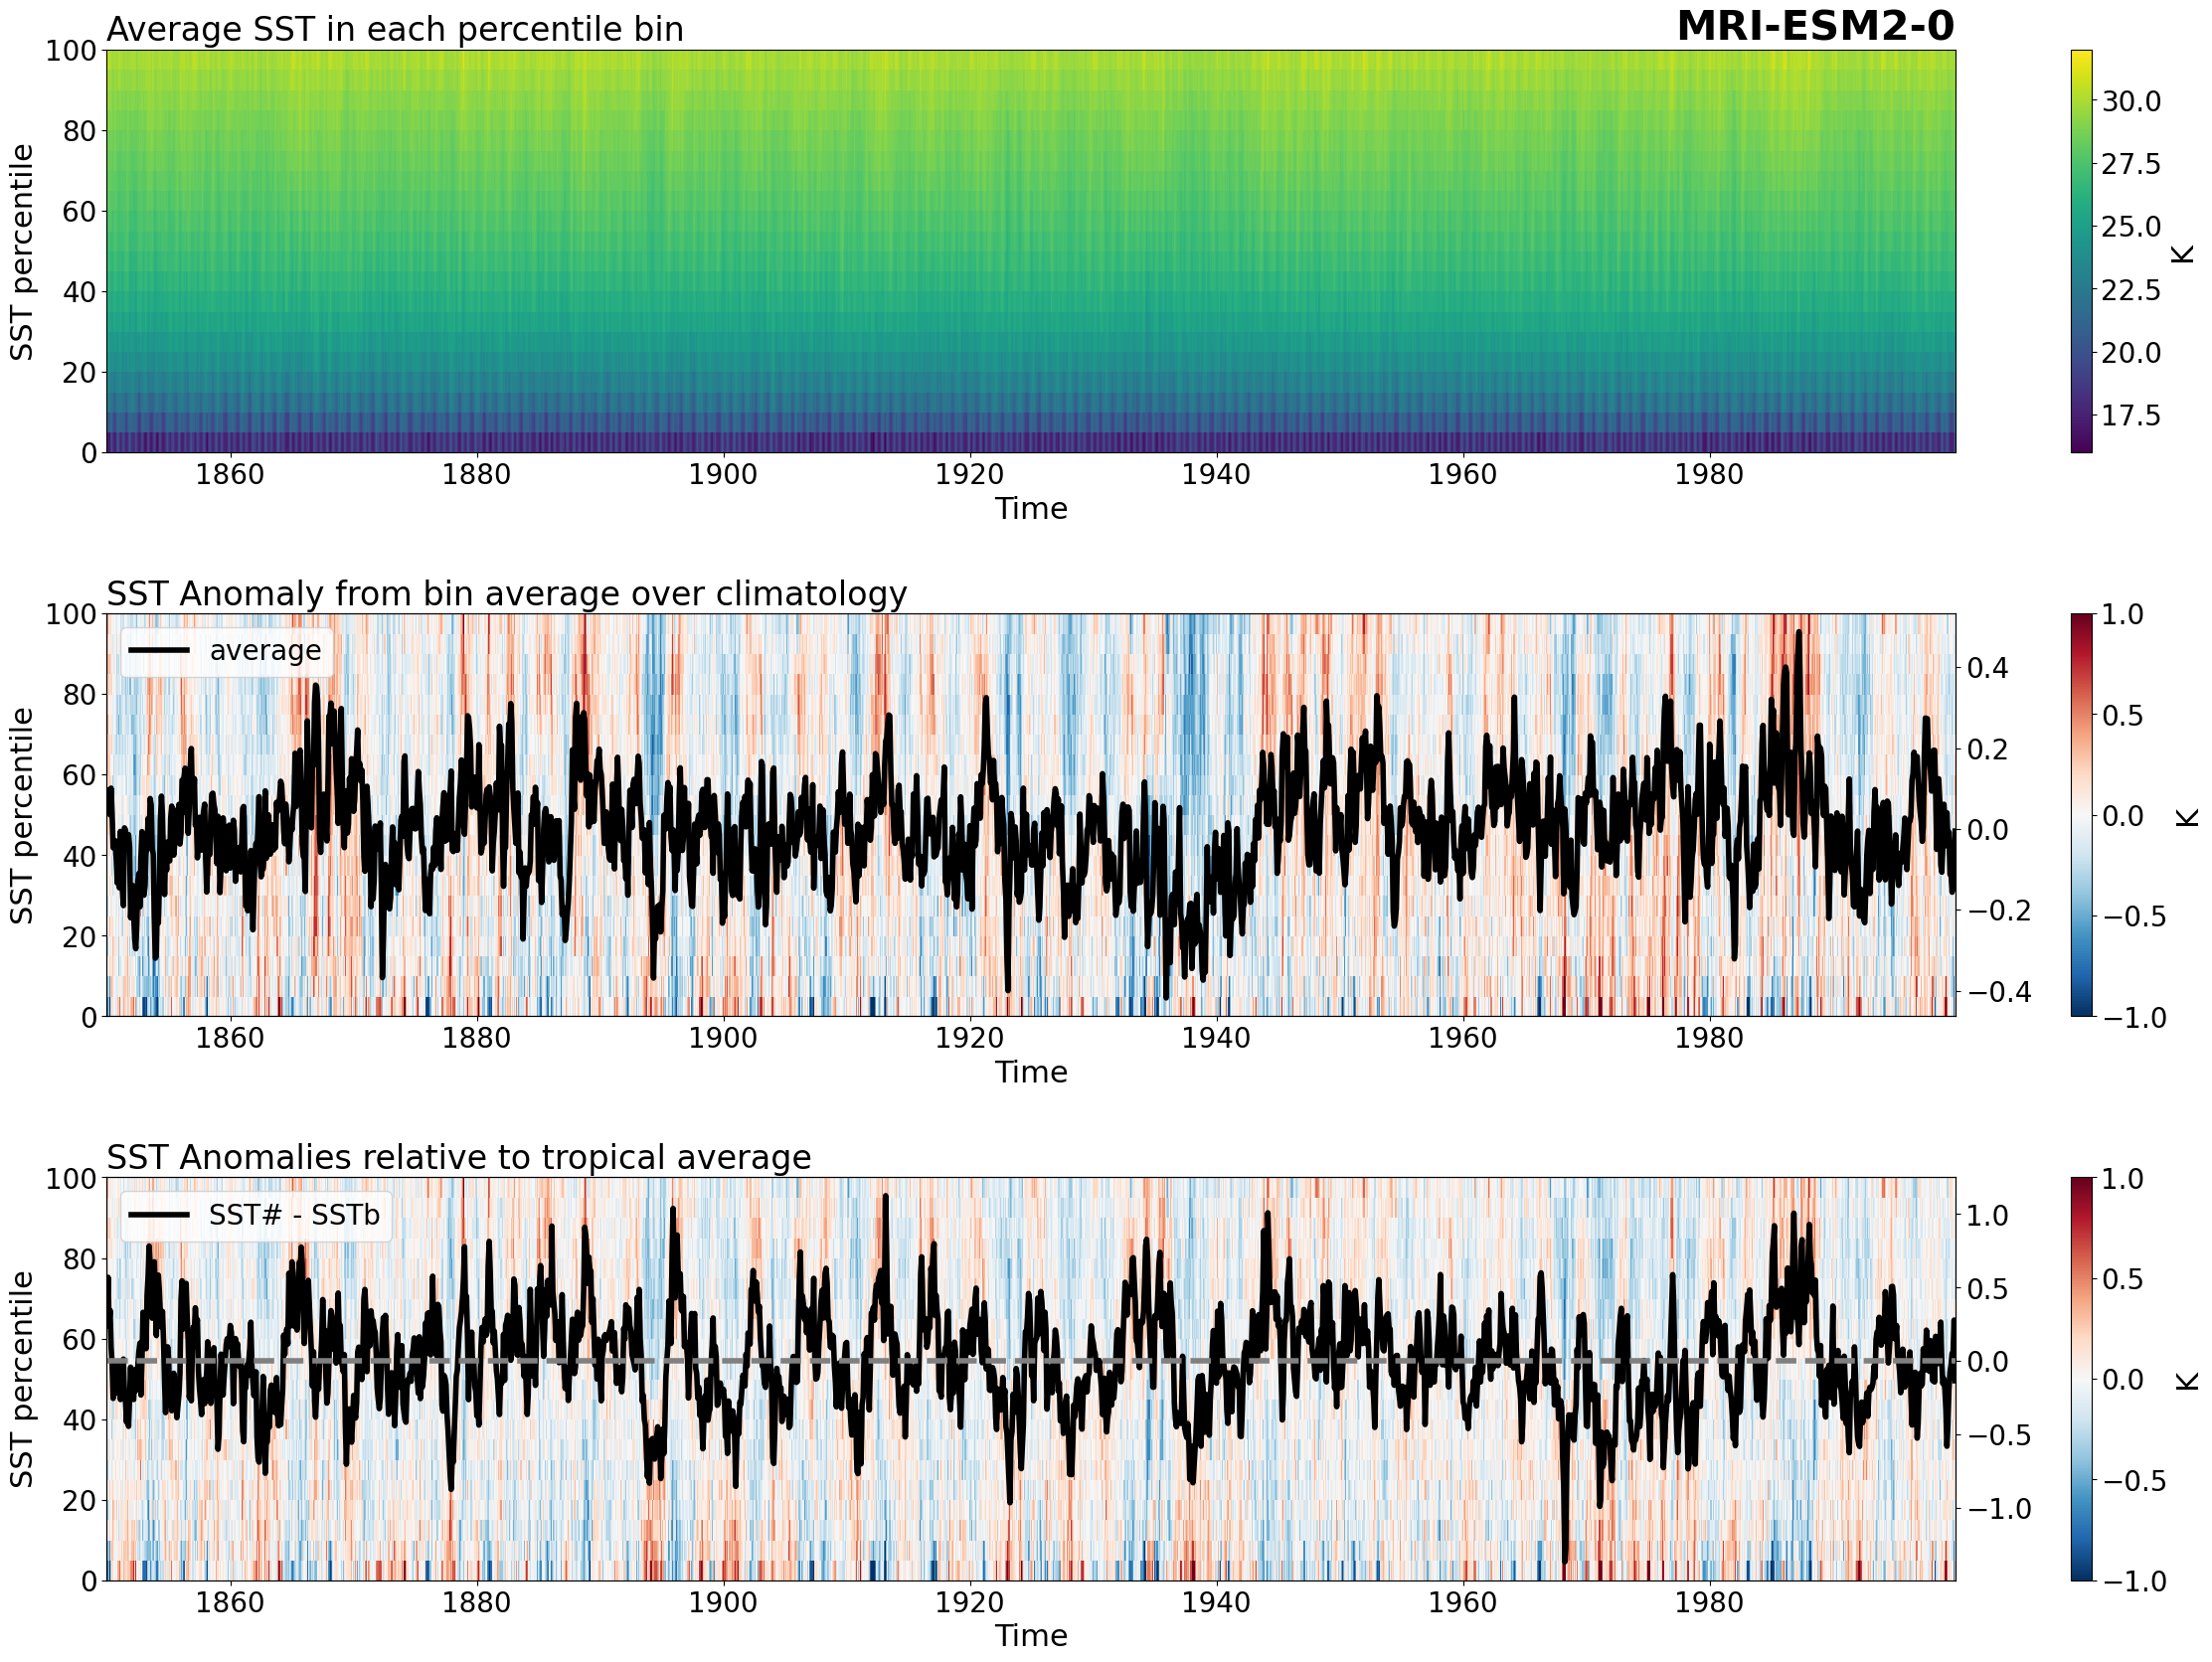 Average SST in each percentile bin
MRI-ESM2-0
SST percentile
100
80
60
40
20
0
1860 1880 1900 1920 1940 1960 1980
Time
30.0
27.5
25.0
22.5
20.0
17.5
K
SST Anomaly from bin average over climatology
average
SST percentile
100
80
60
40
20
0
1860 1880 1900 1920 1940 1960 1980
Time
0.4
0.2
0.0
−0.2
−0.4
1.0
0.5
0.0
−0.5
−1.0
K
SST Anomalies relative to tropical average
SST# - SSTb
SST percentile
100
80
60
40
20
0
1860 1880 1900 1920 1940 1960 1980
Time
1.0
0.5
0.0
−0.5
−1.0
1.0
0.5
0.0
−0.5
−1.0
K